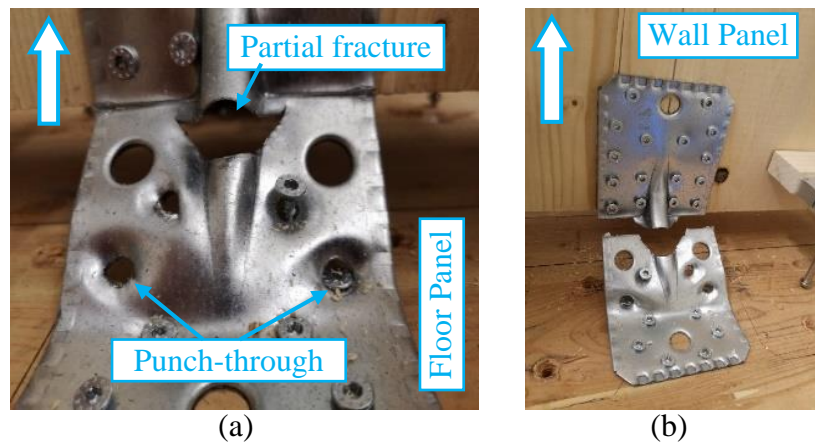 Partial fracture
Floor Panel
Punch-through
(a)
Wall Panel
(b)